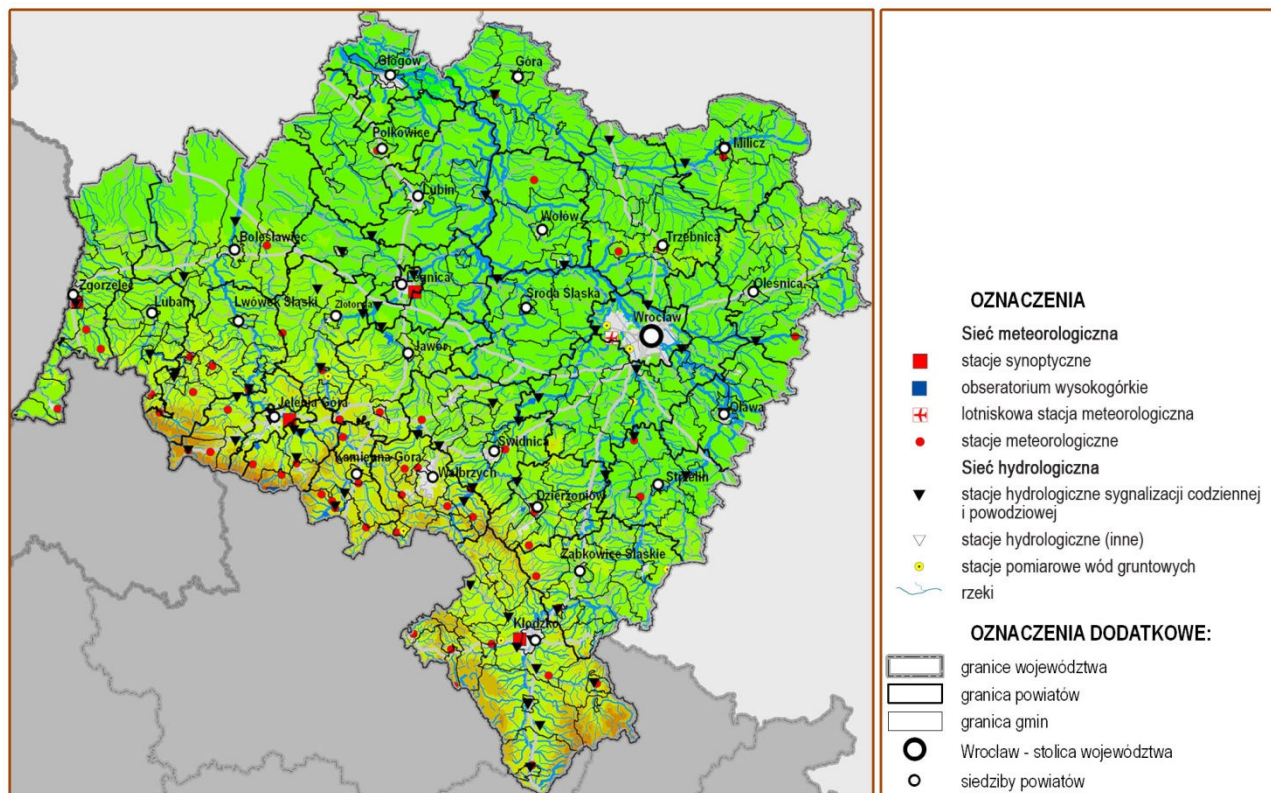 Głogów
Góra
Polkowice
Milicz
Lubin
Wołów
Trzebnica
Bolesławiec
Legnica
Zgorzelec
Lubań
Lwówek Śląski
Złotoryja
Środa Śląska
Oleśnica
Wrocław
Jawor
Jelenia Góra
Oława
Kamienna Góra
Świdnica
Wałbrzych
Strzelin
Dzierżoniów
Ząbkowice Śląskie
Kłodzko
OZNACZENIA
Sieć meteorologiczna
stacje synoptyczne
obseratorium wysokogórkie
lotniskowa stacja meteorologiczna
stacje meteorologiczne
Sieć hydrologiczna
stacje hydrologiczne sygnalizacji codziennej
i powodziowej
stacje hydrologiczne (inne)
stacje pomiarowe wód gruntowych
rzeki
OZNACZENIA DODATKOWE:
granice województwa
granica powiatów
granica gmin
Wrocław - stolica województwa
siedziby powiatów